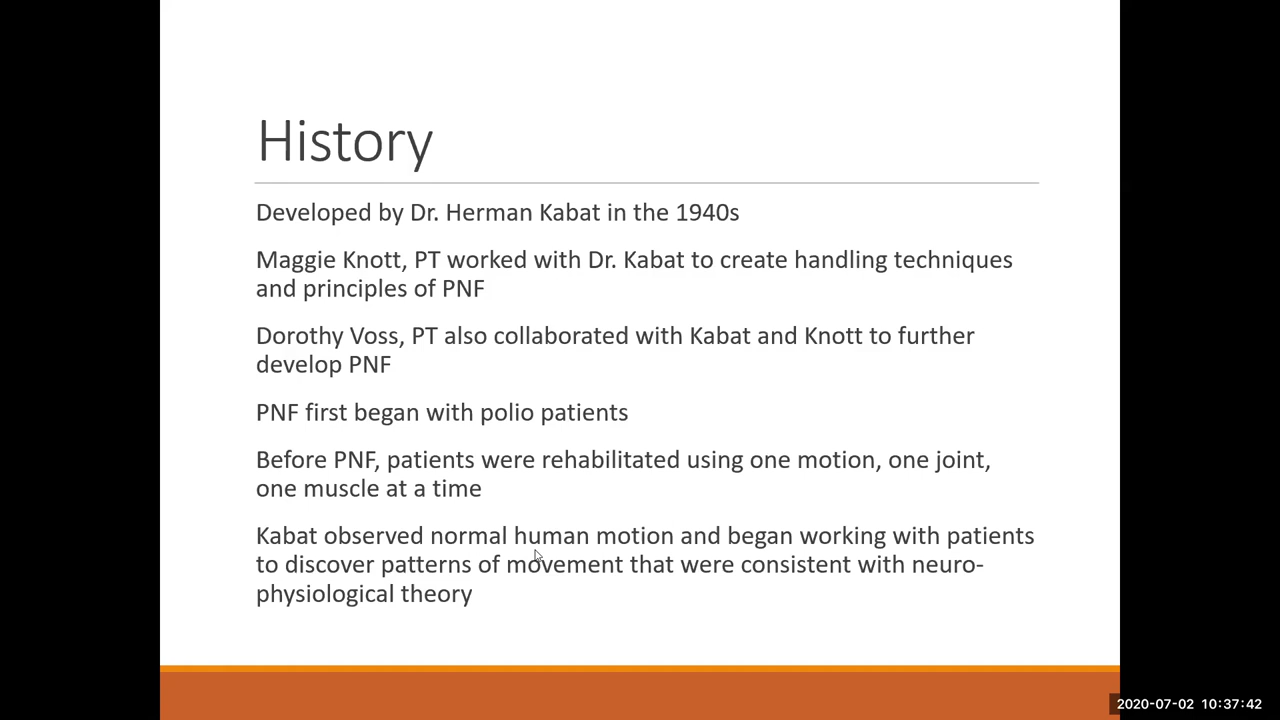 History
Developed by Dr. Herman Kabat in the 1940s
Maggie Knott, PT worked with Dr. Kabat to create handling techniques
and principles of PNF
Dorothy Voss, PT also collaborated with Kabat and Knott to further
develop PNF
PNF first began with polio patients
Before PNF, patients were rehabilitated using one motion, one joint,
one muscle at a time
Kabat observed normal human motion and began working with patients
to discover patterns of movement that were consistent with neuro-
physiological theory
2020-07-02 10:37:42